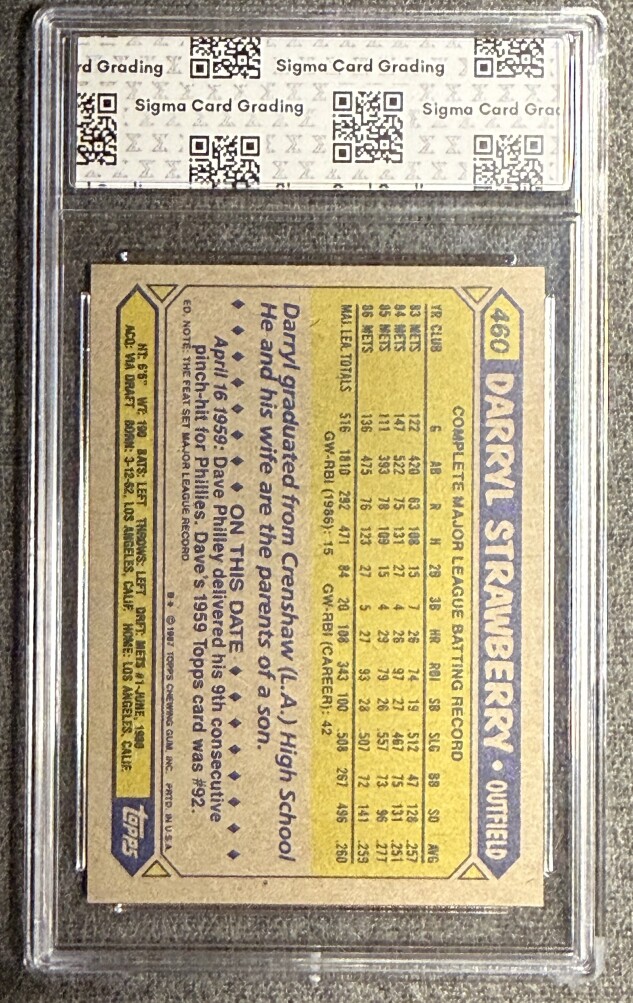 rd Grading
Sigma Card Grading
Sigma Card Grading
Sigma Card Grad
460 DARRYL STRAWBERRY • OUTFIELD
COMPLETE MAJOR LEAGUE BATTING RECORD
YR CLUB G AB R H 2B 3B HR RBI SB SLG BB SO AVG
83 METS 122 420 63 108 15 7 26 74 19 .512 47 128 .257
84 METS 147 522 75 131 27 4 26 97 27 .467 75 131 .251
85 METS 111 393 78 109 15 4 29 79 26 .557 73 96 .277
86 METS 136 475 76 123 27 5 27 93 28 .507 72 141 .259
MAJ. LEA. TOTALS 516 1810 292 471 84 20 108 343 100 .508 267 496 .260
GW-RBI (1986): 15 GW-RBI (CAREER): 42
Darryl graduated from Crenshaw (L.A.) High School
He and his wife are the parents of a son.
♦ ♦ ♦ ♦ ♦ ♦ ♦ ♦ ♦ ON THIS DATE ♦ ♦ ♦ ♦ ♦ ♦ ♦ ♦ ♦
April 16 1959: Dave Philley delivered his 9th consecutive
pinch-hit for Phillies. Dave's 1959 Topps card was #92.
ED. NOTE: THE FEAT SET MAJOR LEAGUE RECORD
B* © 1987 TOPPS CHEWING GUM, INC. PRTD. IN U.S.A.
HT: 6'6" WT: 190 BATS: LEFT THROWS: LEFT DRFT: METS #1-JUNE, 1980
ACQ: VIA DRAFT BORN: 3-12-62, LOS ANGELES, CALIF. HOME: LOS ANGELES, CALIF.
topps